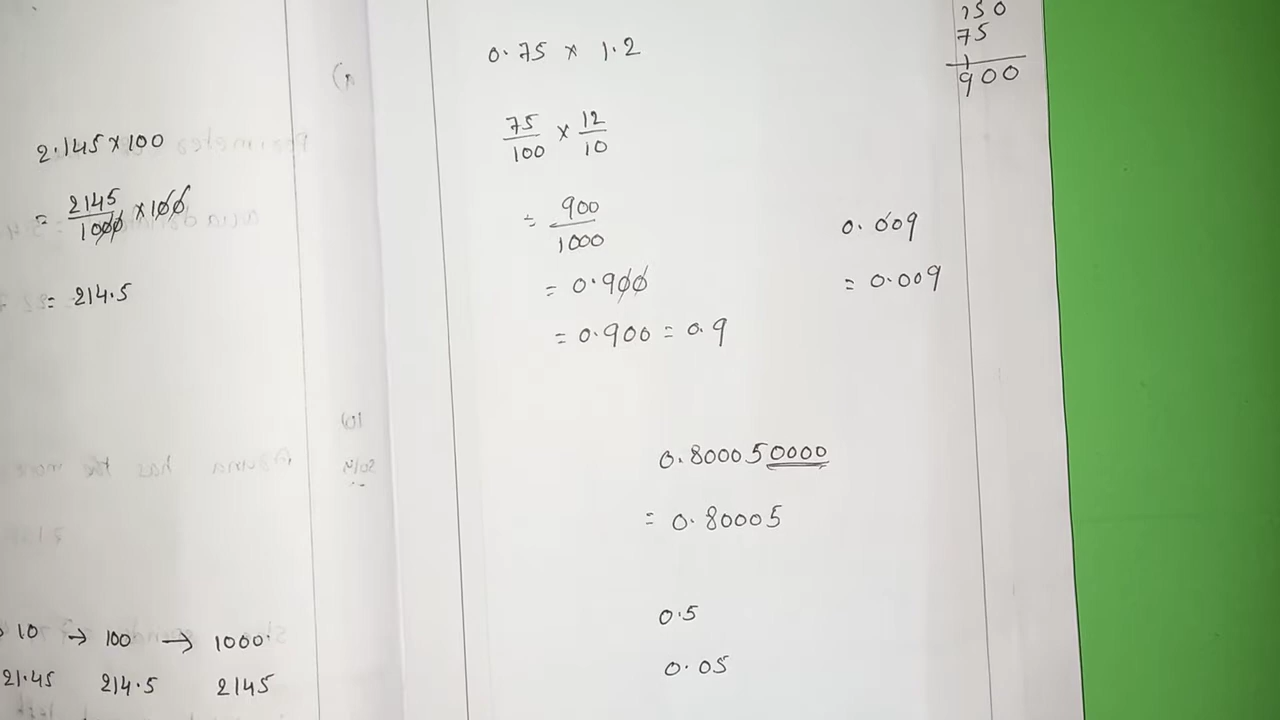 2.145 × 100
= 2145/1000 × 100
= 214.5
10 → 100 → 1000
21.45 214.5 2145
0.75 × 1.2
75/100 × 12/10
= 900/1000
= 0.900
= 0.900 = 0.9
0.009
= 0.009
0.800050000
= 0.80005
0.5
0.05
150
75
1
900